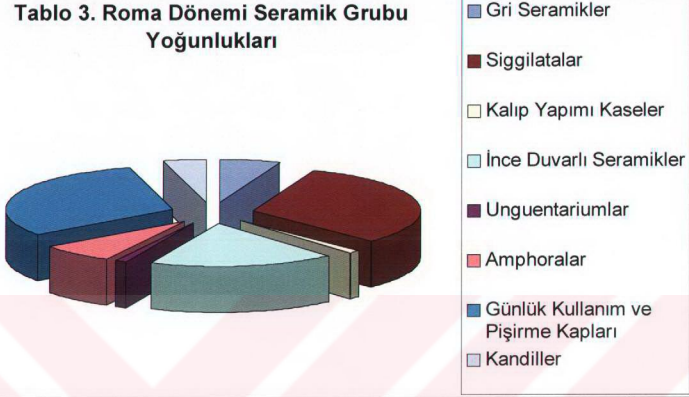 Tablo 3. Roma Dönemi Seramik Grubu
Yoğunlukları
Gri Seramikler
Siggilatalar
Kalıp Yapımı Kaseler
İnce Duvarlı Seramikler
Unguentariumlar
Amphoralar
Günlük Kullanım ve
Pişirme Kapları
Kandiller